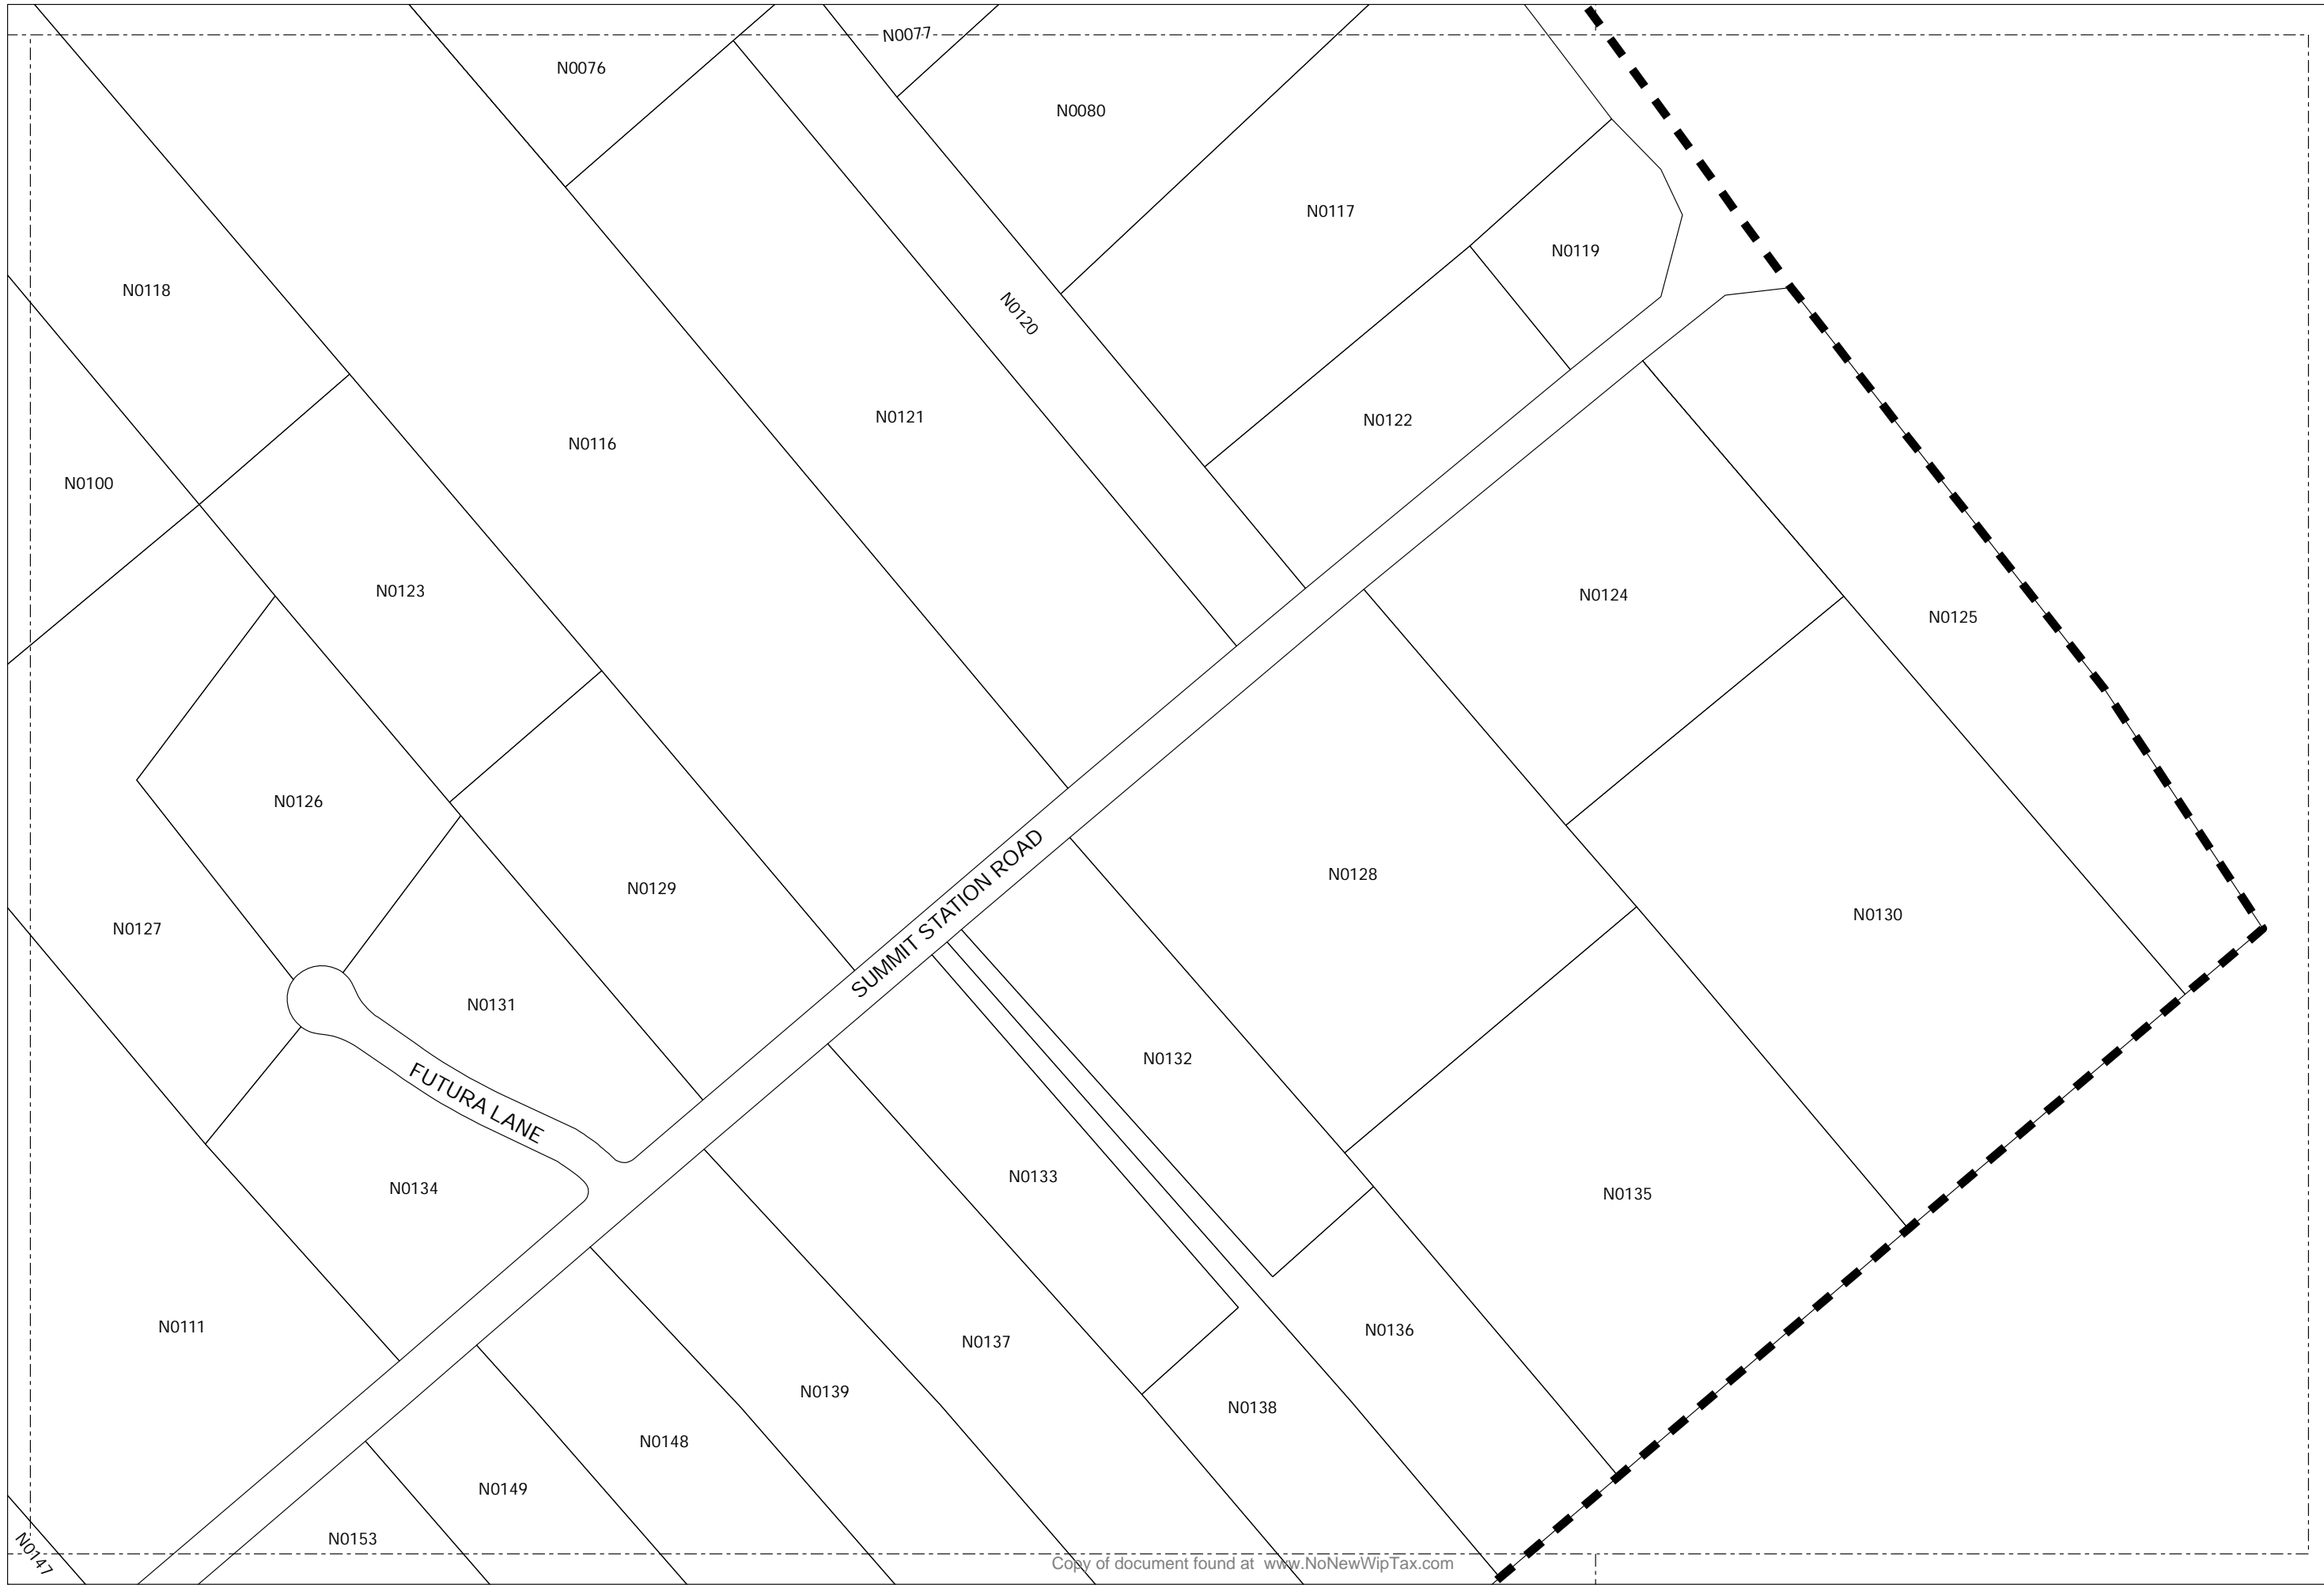 N0077
N0076
N0080
N0117
N0119
N0118
N0120
N0121
N0122
N0116
N0100
N0123
N0124
N0125
N0126
N0128
SUMMIT STATION ROAD
N0129
N0130
N0127
N0131
N0132
FUTURA LANE
N0133
N0134
N0135
N0111
N0136
N0137
N0139
N0138
N0148
N0149
N0153
N0147
Copy of document found at www.NoNewWipTax.com